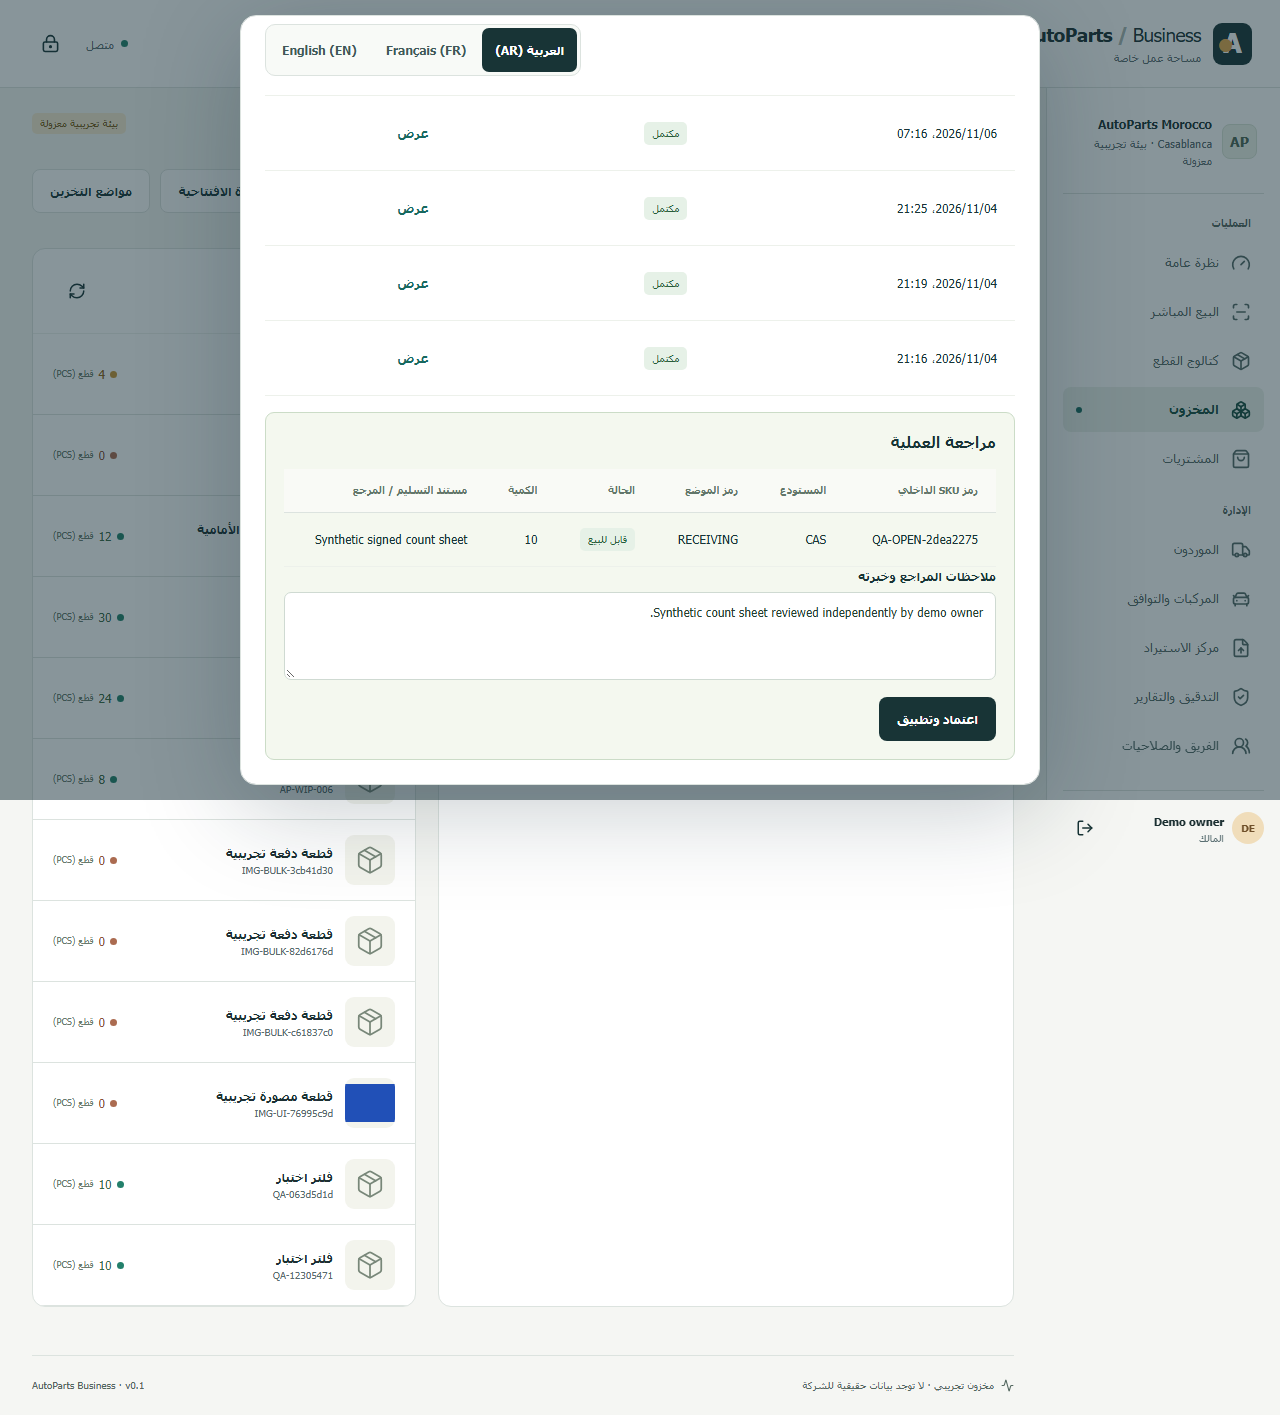 AutoParts / Business
مساحة عمل خاصة
متصل
English (EN)
Français (FR)
العربية (AR)
AP
AutoParts Morocco
Casablanca · بيئة تجريبية معزولة
العمليات
نظرة عامة
البيع المباشر
كتالوج القطع
المخزون
المشتريات
الإدارة
الموردون
المركبات والتوافق
مركز الاستيراد
التدقيق والتقارير
الفريق والصلاحيات
DE
Demo owner
المالك
بيئة تجريبية معزولة
الافتتاحية
مواضع التخزين
2026/11/06، 07:16
مكتمل
عرض
2026/11/04، 21:25
مكتمل
عرض
2026/11/04، 21:19
مكتمل
عرض
2026/11/04، 21:16
مكتمل
عرض
مراجعة العملية
رمز SKU الداخلي
المستودع
رمز الموضع
الحالة
الكمية
مستند التسليم / المرجع
QA-OPEN-2dea2275
CAS
RECEIVING
قابل للبيع
10
Synthetic signed count sheet
ملاحظات المراجع وخبرته
Synthetic count sheet reviewed independently by demo owner.
اعتماد وتطبيق
4 قطع (PCS)
0 قطع (PCS)
الأمامية
12 قطع (PCS)
30 قطع (PCS)
24 قطع (PCS)
AP-WIP-006
8 قطع (PCS)
قطعة دفعة تجريبية
IMG-BULK-3cb41d30
0 قطع (PCS)
قطعة دفعة تجريبية
IMG-BULK-82d6176d
0 قطع (PCS)
قطعة دفعة تجريبية
IMG-BULK-c61837c0
0 قطع (PCS)
قطعة مصورة تجريبية
IMG-UI-76995c9d
0 قطع (PCS)
فلتر اختبار
QA-063d5d1d
10 قطع (PCS)
فلتر اختبار
QA-12305471
10 قطع (PCS)
مخزون تجريبي · لا توجد بيانات حقيقية للشركة
AutoParts Business · v0.1